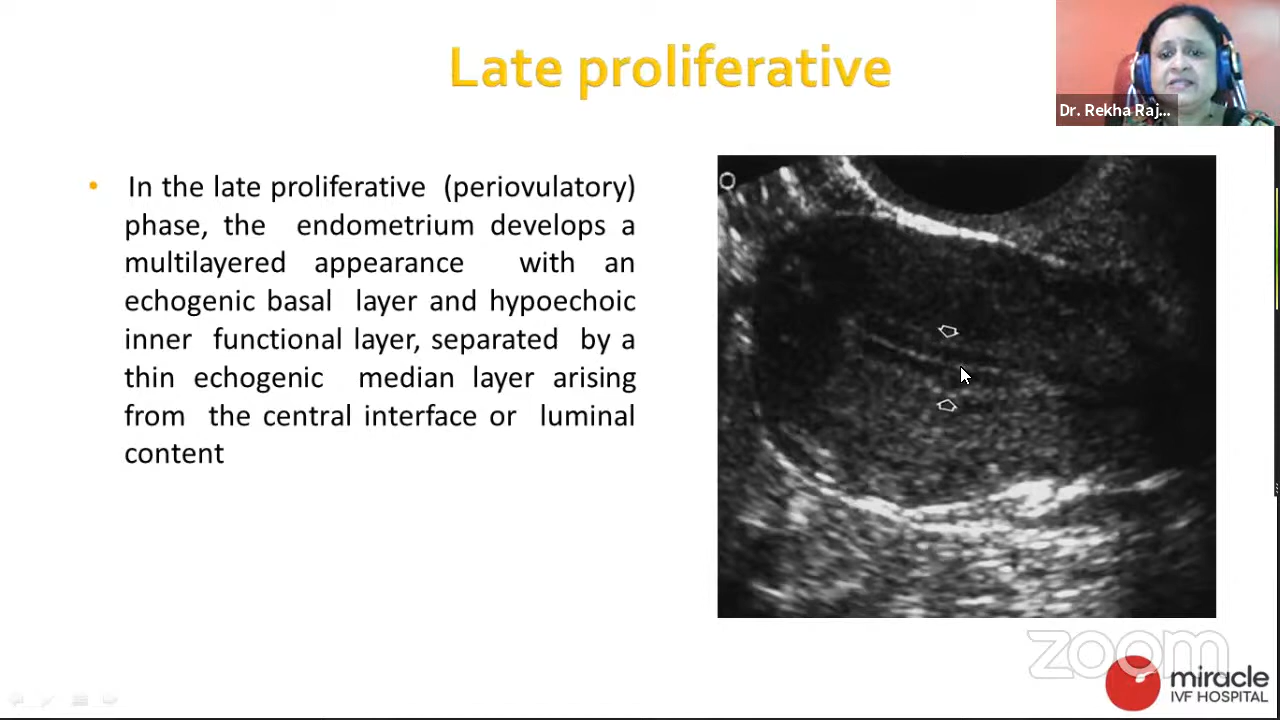 Late proliferative
Dr. Rekha Raj...
• In the late proliferative (periovulatory)
phase, the endometrium develops a
multilayered appearance with an
echogenic basal layer and hypoechoic
inner functional layer, separated by a
thin echogenic median layer arising
from the central interface or luminal
content
zoom
miracle
IVF HOSPITAL